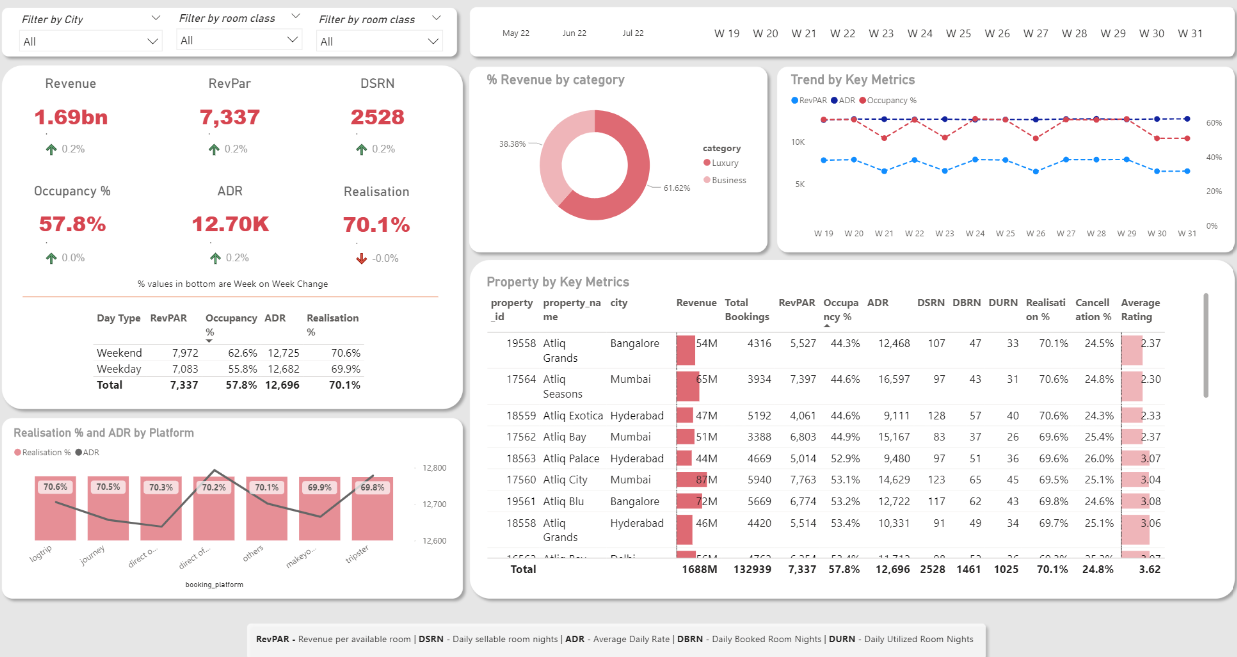 Filter by City
All
Filter by room class
All
Filter by room class
All
May 22 Jun 22 Jul 22 W 19 W 20 W 21 W 22 W 23 W 24 W 25 W 26 W 27 W 28 W 29 W 30 W 31
Revenue RevPar DSRN
1.69bn 7,337 2528
0.2% 0.2% 0.2%
Occupancy % ADR Realisation
57.8% 12.70K 70.1%
0.0% 0.2% -0.0%
% values in bottom are Week on Week Change
Day Type RevPAR Occupancy % ADR Realisation %
Weekend 7,972 62.6% 12,725 70.6%
Weekday 7,083 55.8% 12,682 69.9%
Total 7,337 57.8% 12,696 70.1%
Realisation % and ADR by Platform
Realisation % ADR
12,800
12,700
12,600
70.6% 70.5% 70.3% 70.2% 70.1% 69.9% 69.8%
logtrip journey direct o... direct of... others makeyo... tripster
booking_platform
% Revenue by category
38.38%
61.62%
category
Luxury
Business
Trend by Key Metrics
RevPAR ADR Occupancy %
10K
5K
60%
40%
20%
0%
W 19 W 20 W 21 W 22 W 23 W 24 W 25 W 26 W 27 W 28 W 29 W 30 W 31
Property by Key Metrics
property property_na city Revenue Total RevPAR Occupa ADR DSRN DBRN DURN Realisati Cancell Average
_id me Bookings ncy % on % ation % Rating
19558 Atliq Bangalore 54M 4316 5,527 44.3% 12,468 107 47 33 70.1% 24.5% 2.37
Grands
17564 Atliq Mumbai 65M 3934 7,397 44.6% 16,597 97 43 31 70.6% 24.8% 2.30
Seasons
18559 Atliq Exotica Hyderabad 47M 5192 4,061 44.6% 9,111 128 57 40 70.6% 24.3% 2.33
17562 Atliq Bay Mumbai 51M 3388 6,803 44.9% 15,167 83 37 26 69.6% 25.4% 2.37
18563 Atliq Palace Hyderabad 44M 4669 5,014 52.9% 9,480 97 51 36 69.6% 26.0% 3.07
17560 Atliq City Mumbai 87M 5940 7,763 53.1% 14,629 123 65 45 69.5% 25.1% 3.04
19561 Atliq Blu Bangalore 72M 5669 6,774 53.2% 12,722 117 62 43 69.8% 24.6% 3.08
18558 Atliq Hyderabad 46M 4420 5,514 53.4% 10,331 91 49 34 69.7% 25.1% 3.06
Grands
Total 1688M 132939 7,337 57.8% 12,696 2528 1461 1025 70.1% 24.8% 3.62
RevPAR - Revenue per available room | DSRN - Daily sellable room nights | ADR - Average Daily Rate | DBRN - Daily Booked Room Nights | DURN - Daily Utilized Room Nights